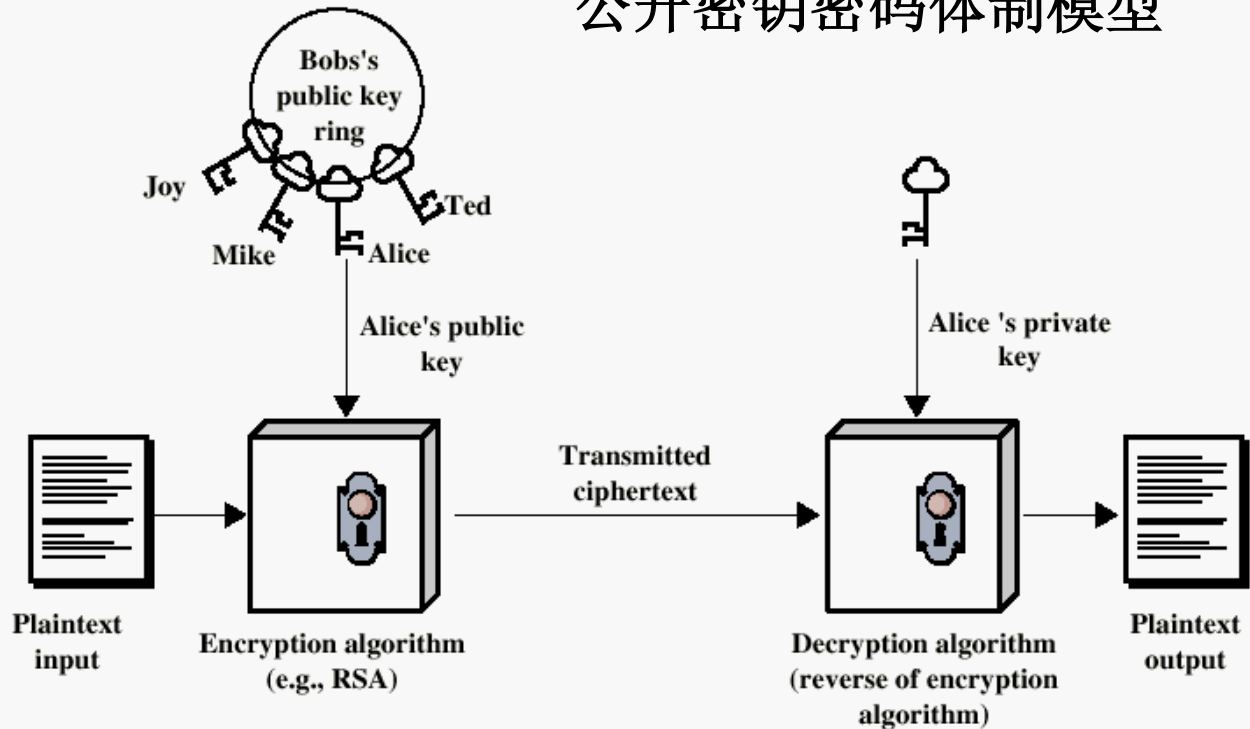 公开密钥密码体制模型
Bobs's
public key
ring
Joy
Ted
Mike
Alice
Alice's public
key
Alice 's private
key
Transmitted
ciphertext
Plaintext
input
Encryption algorithm
(e.g., RSA)
Decryption algorithm
(reverse of encryption
algorithm)
Plaintext
output